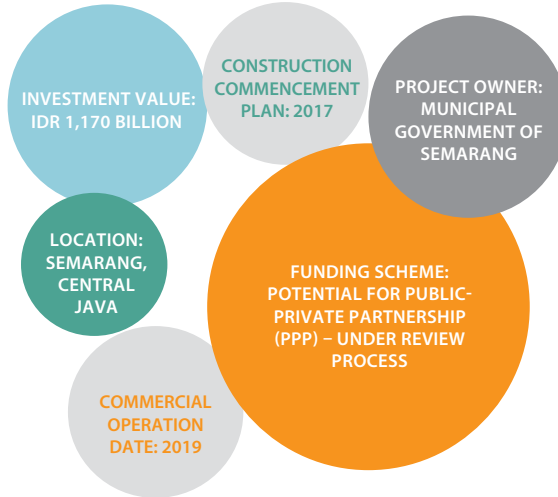 INVESTMENT VALUE:
IDR 1,170 BILLION
CONSTRUCTION
COMMENCEMENT
PLAN: 2017
PROJECT OWNER:
MUNICIPAL
GOVERNMENT OF
SEMARANG
LOCATION:
SEMARANG,
CENTRAL
JAVA
FUNDING SCHEME:
POTENTIAL FOR PUBLIC-
PRIVATE PARTNERSHIP
(PPP) – UNDER REVIEW
PROCESS
COMMERCIAL
OPERATION
DATE: 2019